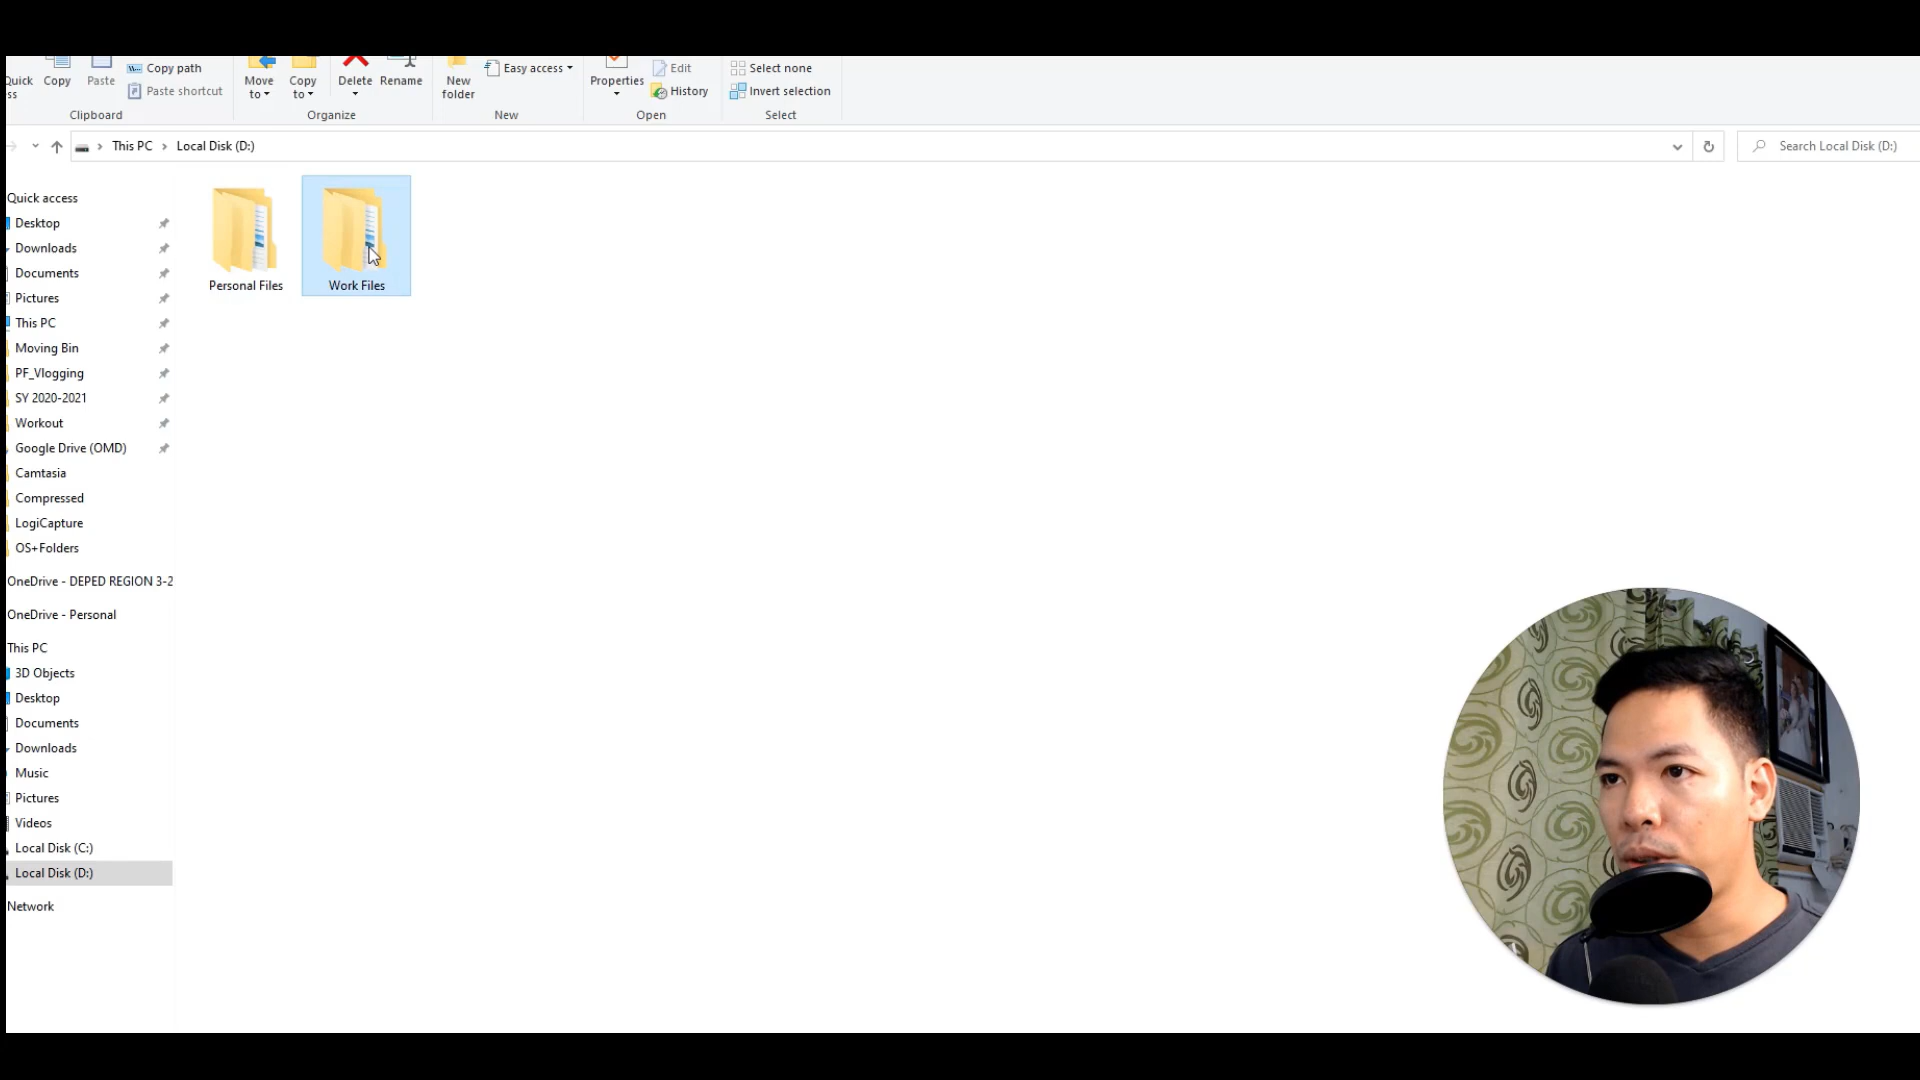 Quick Copy Paste Copy path Move Copy Delete Rename New Easy access Properties Edit Select none
ss Paste shortcut to to folder History Invert selection
Clipboard Organize New Open Select
This PC Local Disk (D:) Search Local Disk (D:)
Personal Files Work Files
Quick access
Desktop
Downloads
Documents
Pictures
This PC
Moving Bin
PF_Vlogging
SY 2020-2021
Workout
Google Drive (OMD)
Camtasia
Compressed
LogiCapture
OS+Folders
OneDrive - DEPED REGION 3-2
OneDrive - Personal
This PC
3D Objects
Desktop
Documents
Downloads
Music
Pictures
Videos
Local Disk (C:)
Local Disk (D:)
Network